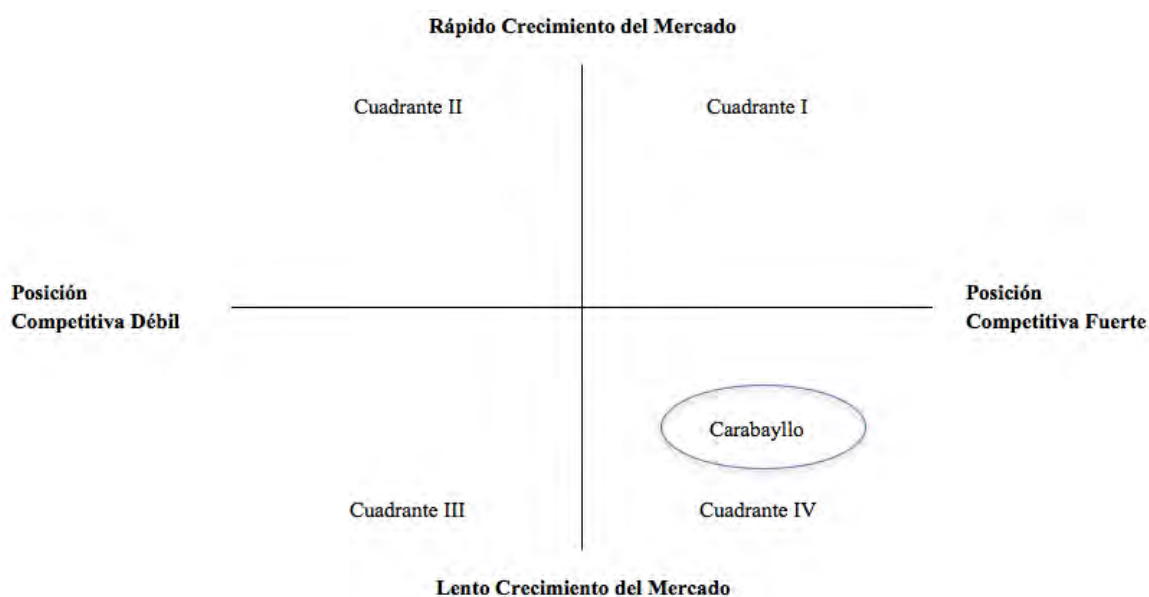 Rápido Crecimiento del Mercado
Cuadrante II
Cuadrante I
Posición
Competitiva Débil
Posición
Competitiva Fuerte
Carabayllo
Cuadrante III
Cuadrante IV
Lento Crecimiento del Mercado